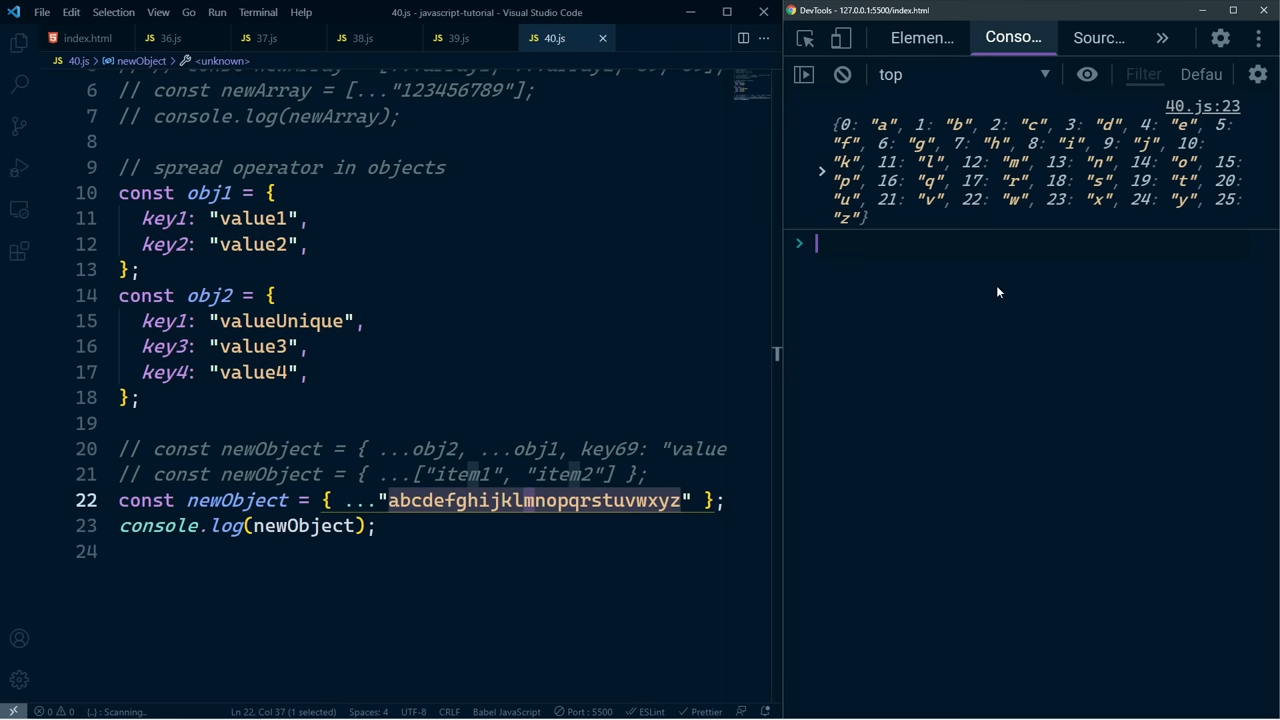 File Edit Selection View Go Run Terminal Help 40.js - javascript-tutorial - Visual Studio Code
index.html JS 36.js JS 37.js JS 38.js JS 39.js JS 40.js
JS 40.js > newObject > <unknown>
6 // const newArray = [..."123456789"];
7 // console.log(newArray);
8
9 // spread operator in objects
10 const obj1 = {
11 key1: "value1",
12 key2: "value2",
13 };
14 const obj2 = {
15 key1: "valueUnique",
16 key3: "value3",
17 key4: "value4",
18 };
19
20 // const newObject = { ...obj2, ...obj1, key69: "value
21 // const newObject = { ...["item1", "item2"] };
22 const newObject = { ..."abcdefghijklmnopqrstuvwxyz" };
23 console.log(newObject);
24
0 0 {..} : Scanning.. Ln 22, Col 37 (1 selected) Spaces: 4 UTF-8 CRLF Babel JavaScript Port : 5500 ESLint Prettier
DevTools - 127.0.0.1:5500/index.html
Elemen... Conso... Sourc... »
top Filter Defau
40.js:23
{0: "a", 1: "b", 2: "c", 3: "d", 4: "e", 5:
"f", 6: "g", 7: "h", 8: "i", 9: "j", 10:
"k", 11: "l", 12: "m", 13: "n", 14: "o", 15:
"p", 16: "q", 17: "r", 18: "s", 19: "t", 20:
"u", 21: "v", 22: "w", 23: "x", 24: "y", 25:
"z"}
>